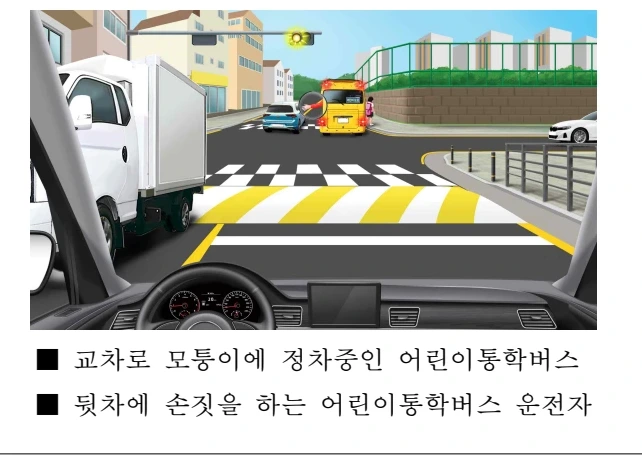 ■ 교차로 모퉁이에 정차중인 어린이통학버스
■ 뒷차에 손짓을 하는 어린이통학버스 운전자